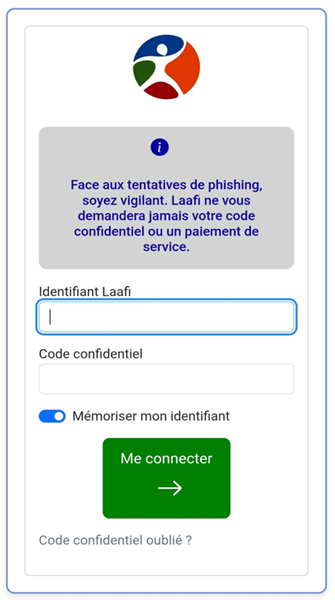 Face aux tentatives de phishing,
soyez vigilant. Laafi ne vous
demandera jamais votre code
confidentiel ou un paiement de
service.
Identifiant Laafi
Code confidentiel
Mémoriser mon identifiant
Me connecter
Code confidentiel oublié ?